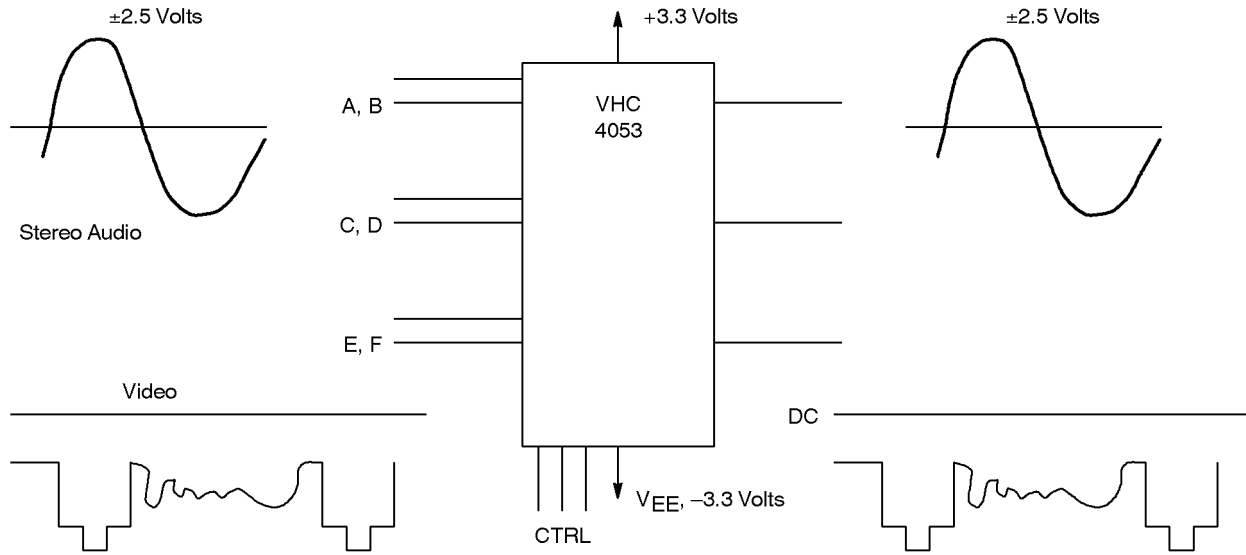 ±2.5 Volts
+3.3 Volts
±2.5 Volts
A, B
VHC
4053
C, D
Stereo Audio
E, F
Video
DC
VEE, –3.3 Volts
CTRL